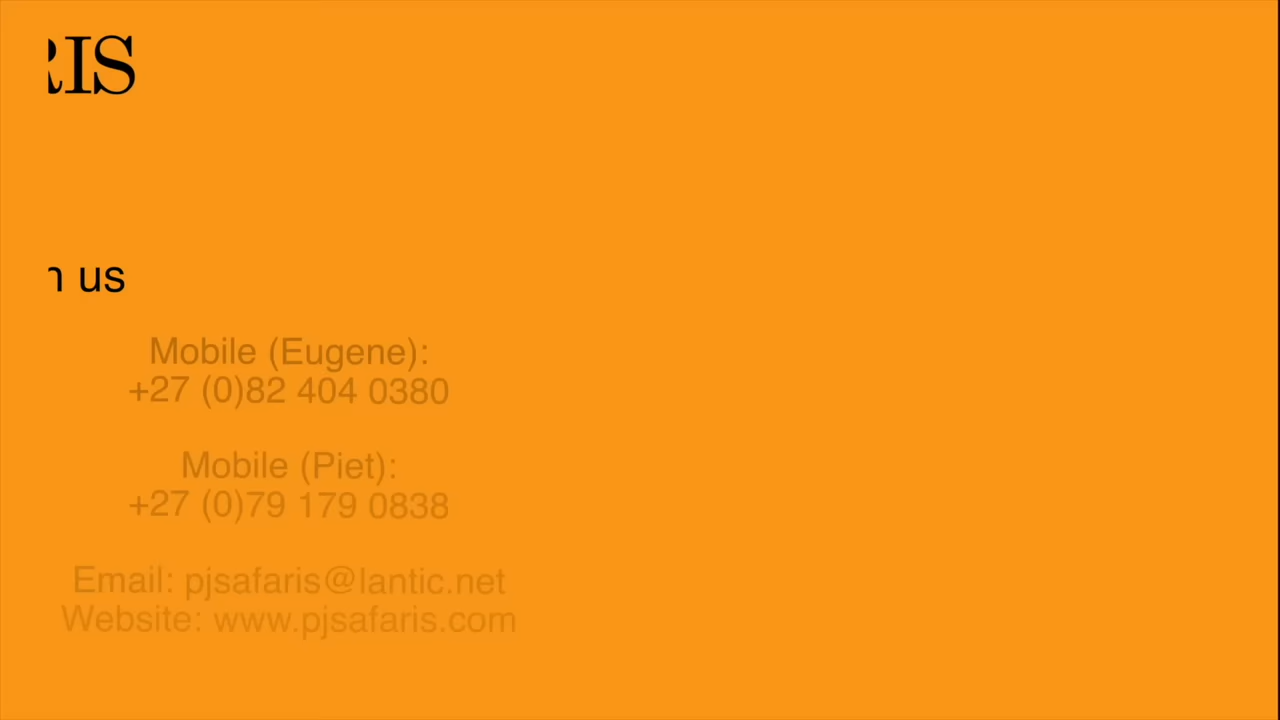 RIS
n us
Mobile (Eugene):
+27 (0)82 404 0380
Mobile (Piet):
+27 (0)79 179 0838
Email: pjsafaris@lantic.net
Website: www.pjsafaris.com